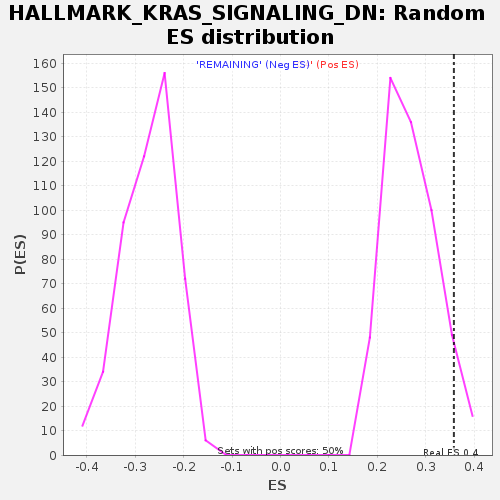 HALLMARK_KRAS_SIGNALING_DN: Random
ES distribution
'REMAINING' (Neg ES)' (Pos ES)
160
150
140
130
120
110
100
90
80
70
60
50
40
30
20
10
0
P(ES)
Sets with pos scores: 50%
Real ES 0.4
-0.4 -0.3 -0.2 -0.1 0.0 0.1 0.2 0.3 0.4
ES